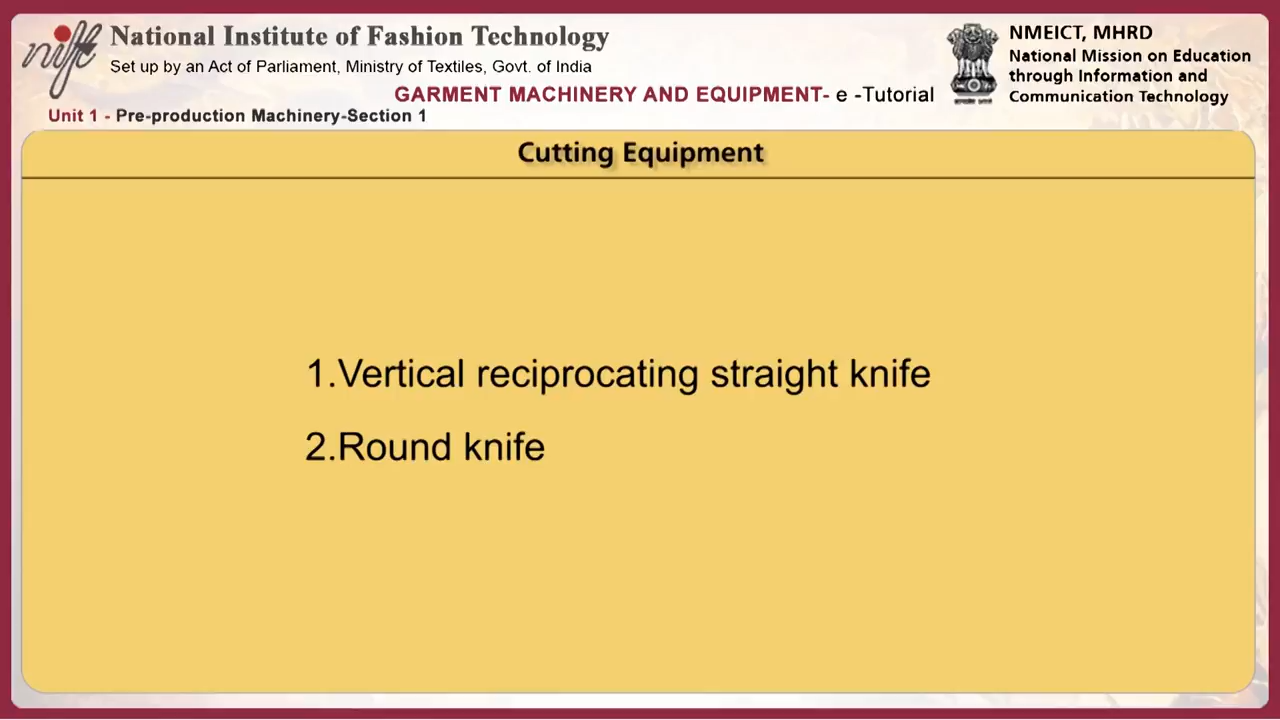 nift
National Institute of Fashion Technology
Set up by an Act of Parliament, Ministry of Textiles, Govt. of India
GARMENT MACHINERY AND EQUIPMENT- e -Tutorial
Unit 1 - Pre-production Machinery-Section 1
NMEICT, MHRD
National Mission on Education
through Information and
Communication Technology
Cutting Equipment
1.Vertical reciprocating straight knife
2.Round knife